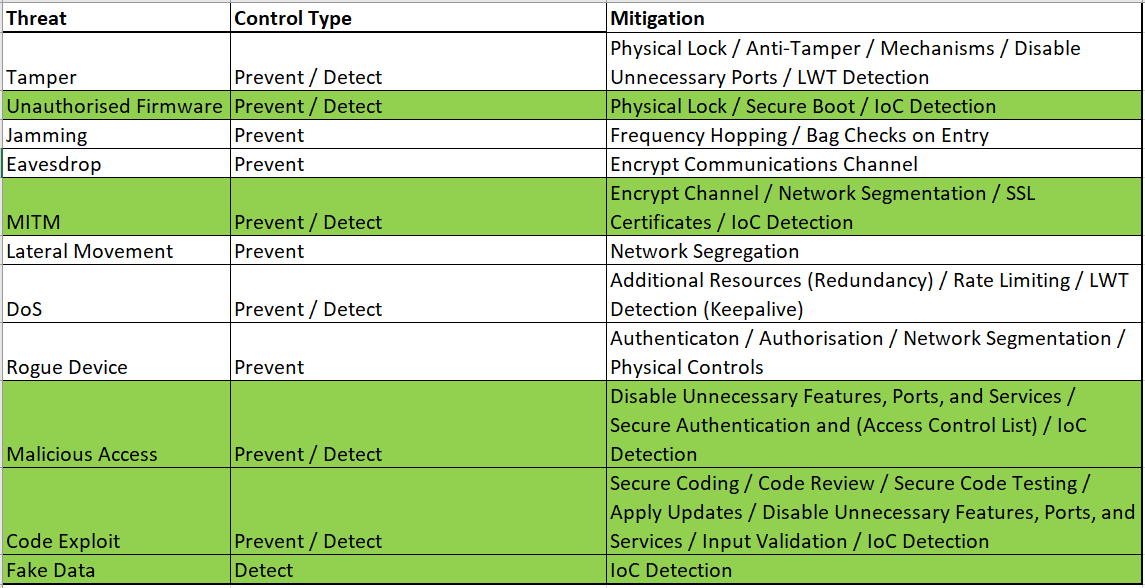 Threat Control Type Mitigation
Physical Lock / Anti-Tamper / Mechanisms / Disable
Tamper Prevent / Detect Unnecessary Ports / LWT Detection
Unauthorised Firmware Prevent / Detect Physical Lock / Secure Boot / IoC Detection
Jamming Prevent Frequency Hopping / Bag Checks on Entry
Eavesdrop Prevent Encrypt Communications Channel
Encrypt Channel / Network Segmentation / SSL
MITM Prevent / Detect Certificates / IoC Detection
Lateral Movement Prevent Network Segregation
Additional Resources (Redundancy) / Rate Limiting / LWT
DoS Prevent / Detect Detection (Keepalive)
Authenticaton / Authorisation / Network Segmentation /
Rogue Device Prevent Physical Controls
Disable Unnecessary Features, Ports, and Services /
Secure Authentication and (Access Control List) / IoC
Malicious Access Prevent / Detect Detection
Secure Coding / Code Review / Secure Code Testing /
Apply Updates / Disable Unnecessary Features, Ports, and
Code Exploit Prevent / Detect Services / Input Validation / IoC Detection
Fake Data Detect IoC Detection